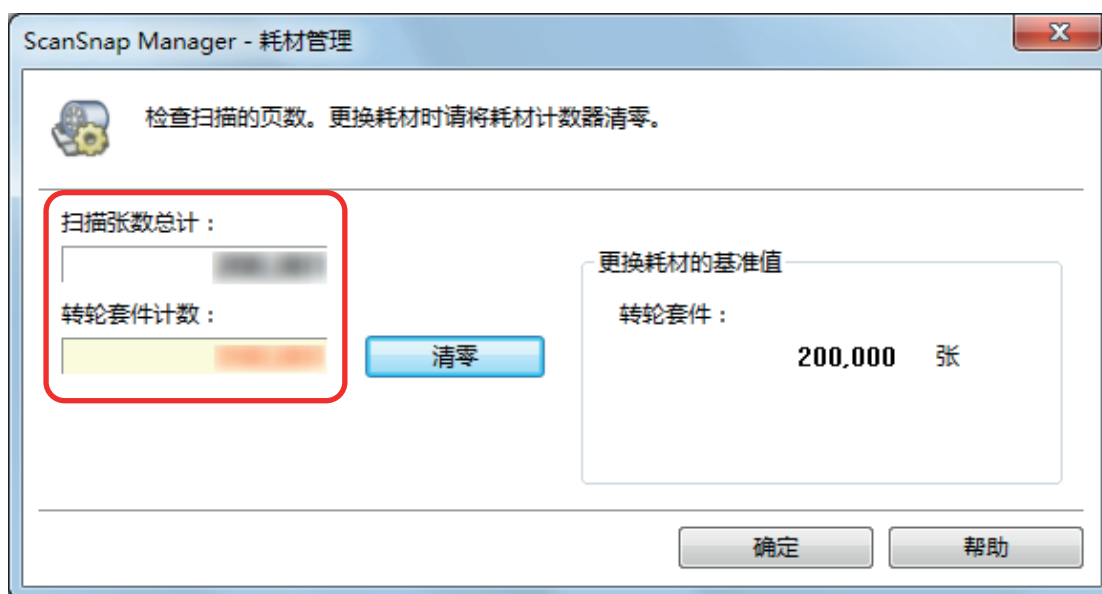 ScanSnap Manager - 耗材管理
检查扫描的页数。更换耗材时请将耗材计数器清零。
扫描张数总计：
更换耗材的基准值
转轮套件计数：
转轮套件：
清零
200,000 张
确定
帮助